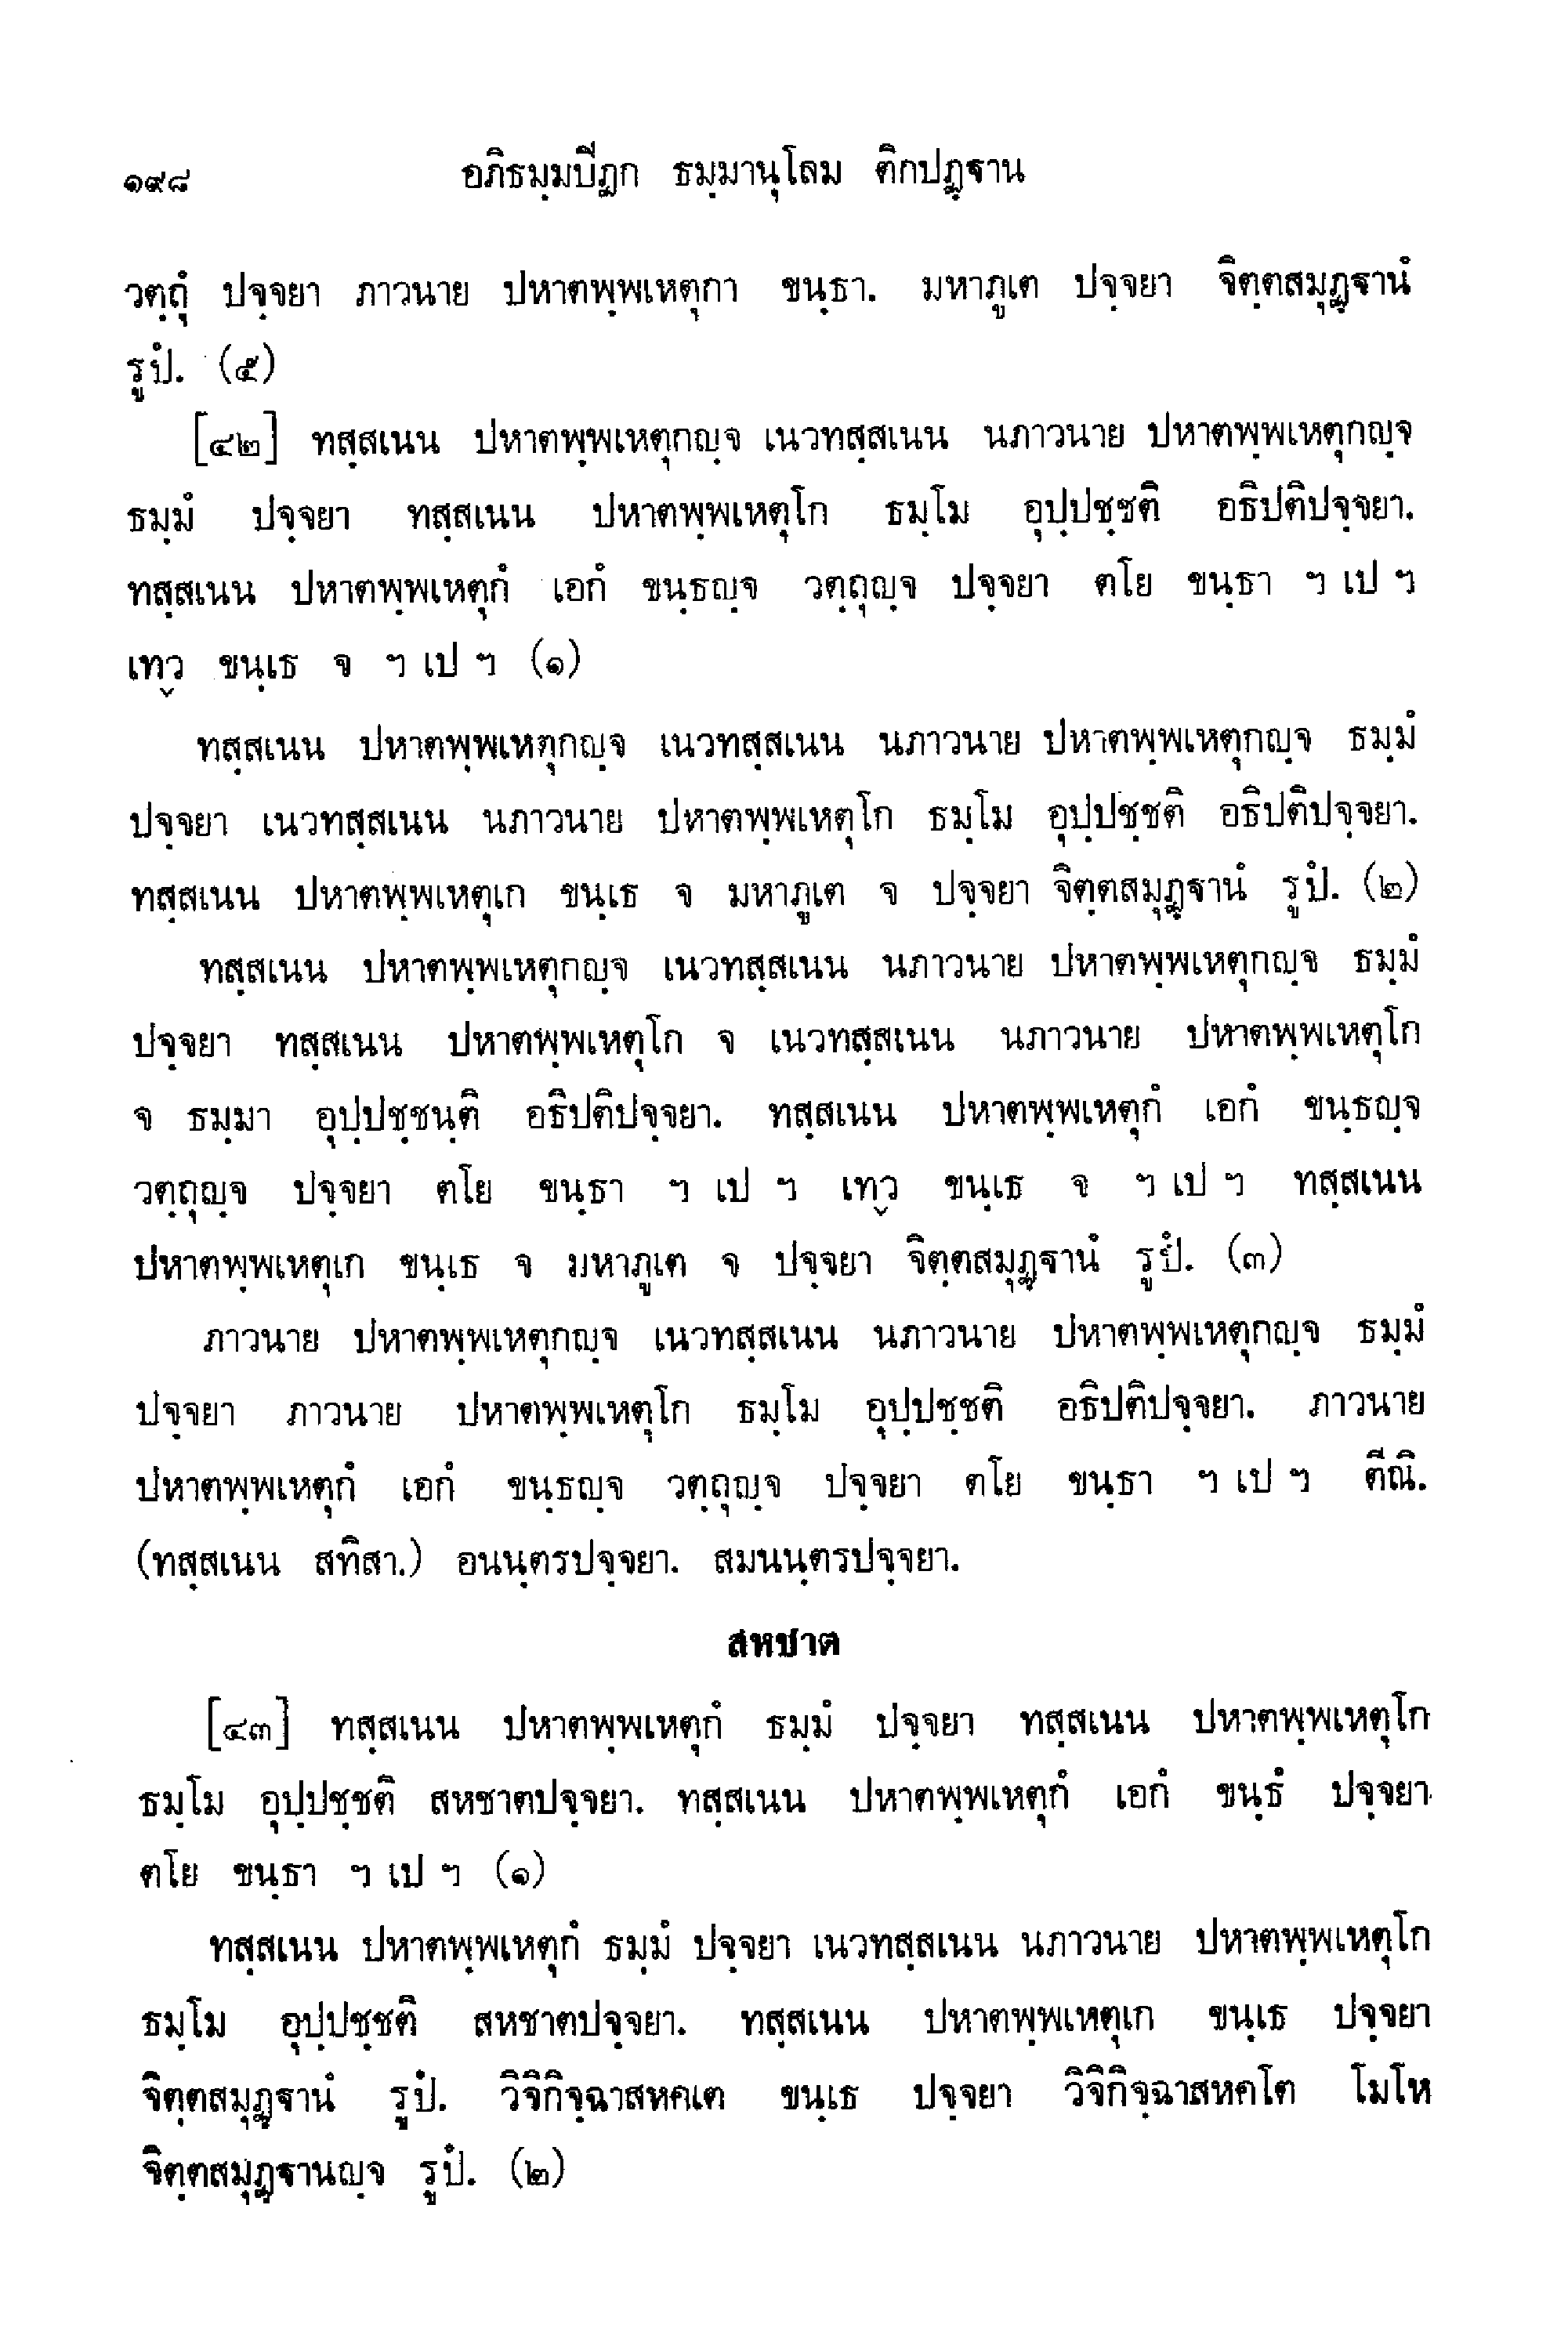 ๑๙๘ อภิธมฺมปีฏก ธมฺมานุโลม ติกปฏฺฐาน
วตฺถุํ ปจฺจยา ภาวนาย ปหาตพฺพเหตุกา ขนฺธา. มหาภูเต ปจฺจยา จิตฺตสมุฏฺฐานํ
รูปํ. (๕)
[๔๒] ทสฺสเนน ปหาตพฺพเหตุกญฺจ เนวทสฺสเนน นภาวนาย ปหาตพฺพเหตุกญฺจ
ธมฺมํ ปจฺจยา ทสฺสเนน ปหาตพฺพเหตุโก ธมฺโม อุปฺปชฺชติ อธิปติปจฺจยา.
ทสฺสเนน ปหาตพฺพเหตุกํ เอกํ ขนฺธญฺจ วตฺถุญฺจ ปจฺจยา ตโย ขนฺธา ฯ เป ฯ
เทฺว ขนฺเธ จ ฯ เป ฯ (๑)
ทสฺสเนน ปหาตพฺพเหตุกญฺจ เนวทสฺสเนน นภาวนาย ปหาตพฺพเหตุกญฺจ ธมฺมํ
ปจฺจยา เนวทสฺสเนน นภาวนาย ปหาตพฺพเหตุโก ธมฺโม อุปฺปชฺชติ อธิปติปจฺจยา.
ทสฺสเนน ปหาตพฺพเหตุเก ขนฺเธ จ มหาภูเต จ ปจฺจยา จิตฺตสมุฏฺฐานํ รูปํ. (๒)
ทสฺสเนน ปหาตพฺพเหตุกญฺจ เนวทสฺสเนน นภาวนาย ปหาตพฺพเหตุกญฺจ ธมฺมํ
ปจฺจยา ทสฺสเนน ปหาตพฺพเหตุโก จ เนวทสฺสเนน นภาวนาย ปหาตพฺพเหตุโก
จ ธมฺมา อุปฺปชฺชนฺติ อธิปติปจฺจยา. ทสฺสเนน ปหาตพฺพเหตุกํ เอกํ ขนฺธญฺจ
วตฺถุญฺจ ปจฺจยา ตโย ขนฺธา ฯ เป ฯ เทฺว ขนฺเธ จ ฯ เป ฯ ทสฺสเนน
ปหาตพฺพเหตุเก ขนฺเธ จ มหาภูเต จ ปจฺจยา จิตฺตสมุฏฺฐานํ รูปํ. (๓)
ภาวนาย ปหาตพฺพเหตุกญฺจ เนวทสฺสเนน นภาวนาย ปหาตพฺพเหตุกญฺจ ธมฺมํ
ปจฺจยา ภาวนาย ปหาตพฺพเหตุโก ธมฺโม อุปฺปชฺชติ อธิปติปจฺจยา. ภาวนาย
ปหาตพฺพเหตุกํ เอกํ ขนฺธญฺจ วตฺถุญฺจ ปจฺจยา ตโย ขนฺธา ฯ เป ฯ ตีณิ.
(ทสฺสเนน สทิสา.) อนนฺตรปจฺจยา. สมนนฺตรปจฺจยา.
สหชาต
[๔๓] ทสฺสเนน ปหาตพฺพเหตุกํ ธมฺมํ ปจฺจยา ทสฺสเนน ปหาตพฺพเหตุโก
ธมฺโม อุปฺปชฺชติ สหชาตปจฺจยา. ทสฺสเนน ปหาตพฺพเหตุกํ เอกํ ขนฺธํ ปจฺจยา
ตโย ขนฺธา ฯ เป ฯ (๑)
ทสฺสเนน ปหาตพฺพเหตุกํ ธมฺมํ ปจฺจยา เนวทสฺสเนน นภาวนาย ปหาตพฺพเหตุโก
ธมฺโม อุปฺปชฺชติ สหชาตปจฺจยา. ทสฺสเนน ปหาตพฺพเหตุเก ขนฺเธ ปจฺจยา
จิตฺตสมุฏฺฐานํ รูปํ. วิจิกิจฺฉาสหคเต ขนฺเธ ปจฺจยา วิจิกิจฺฉาสหคโต โมโห
จิตฺตสมุฏฺฐานญฺจ รูปํ. (๒)